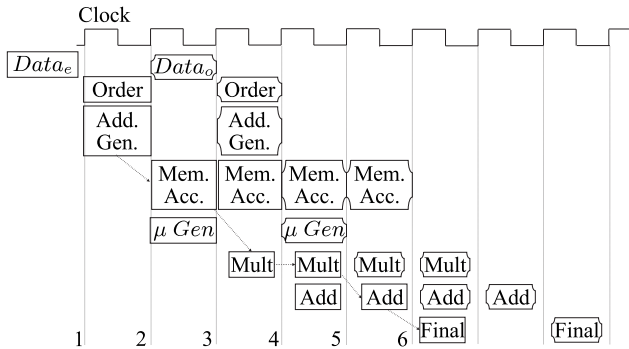 Clock
Data_e Data_o
Order Order
Add. Gen. Add. Gen.
Mem. Acc. Mem. Acc. Mem. Acc. Mem. Acc.
μ Gen μ Gen
Mult Mult Mult Mult
Add Add Add Add
Final Final
1 2 3 4 5 6